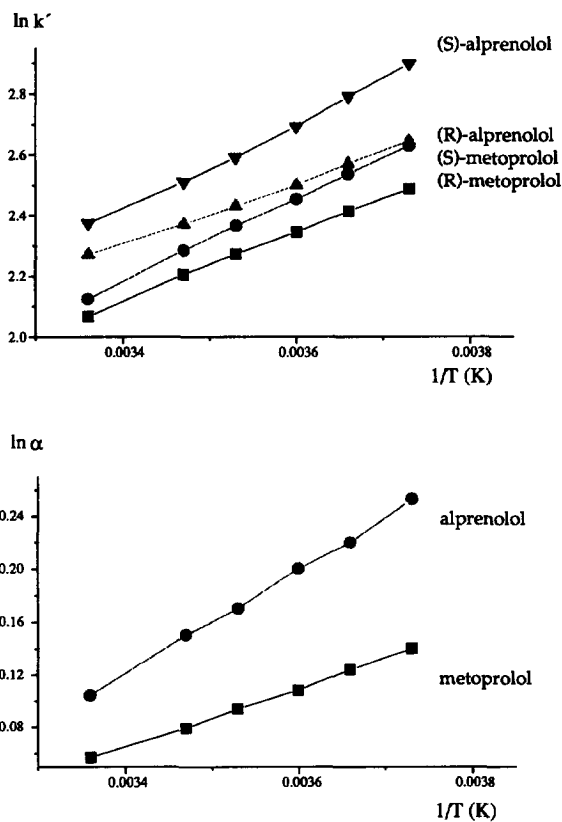 ln k´
(S)-alprenolol
2.8
(R)-alprenolol
2.6
(S)-metoprolol
(R)-metoprolol
2.4
2.2
2.0
0.0034
0.0036
0.0038
1/T (K)
ln α
0.24
alprenolol
0.20
0.16
0.12
metoprolol
0.08
0.0034
0.0036
0.0038
1/T (K)